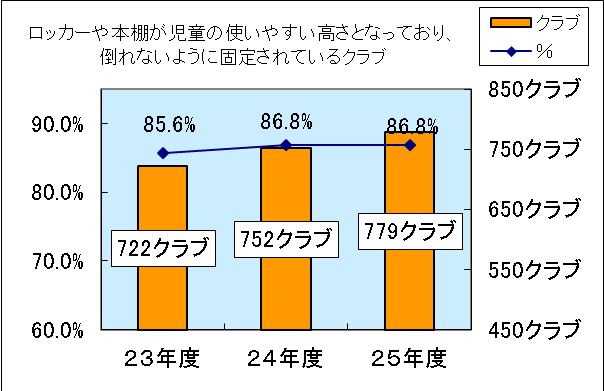 ロッカーや本棚が児童の使いやすい高さとなっており、
倒れないように固定されているクラブ
クラブ
%
90.0%
80.0%
70.0%
60.0%
85.6%
86.8%
86.8%
722クラブ
752クラブ
779クラブ
850クラブ
750クラブ
650クラブ
550クラブ
450クラブ
23年度
24年度
25年度